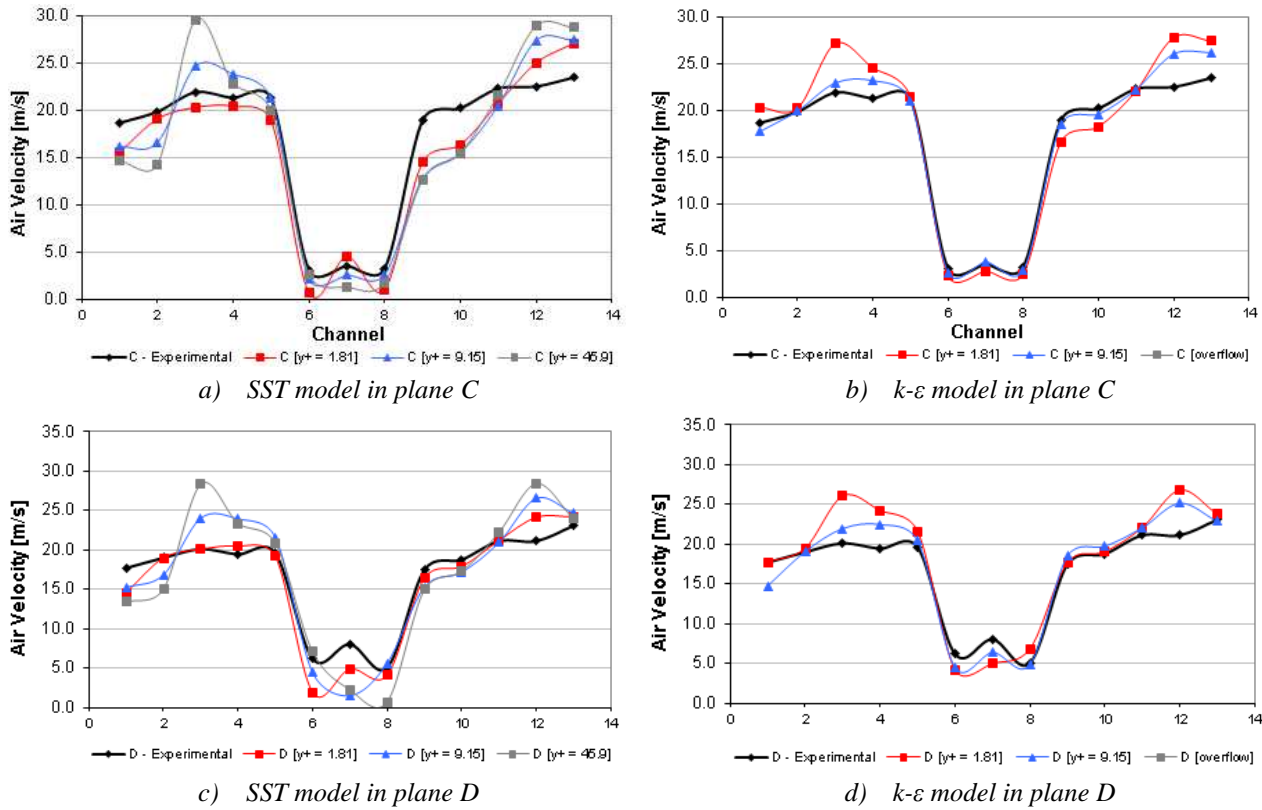 30.0
25.0
20.0
15.0
10.0
5.0
0.0
Air Velocity [m/s]
0 2 4 6 8 10 12 14
Channel
C - Experimental C [y+ = 1.81] C [y+ = 9.15] C [y+ = 45.9]
a) SST model in plane C
30.0
25.0
20.0
15.0
10.0
5.0
0.0
Air Velocity [m/s]
0 2 4 6 8 10 12 14
Channel
C - Experimental C [y+ = 1.81] C [y+ = 9.15] C [overflow]
b) k-ε model in plane C
35.0
30.0
25.0
20.0
15.0
10.0
5.0
0.0
Air Velocity [m/s]
0 2 4 6 8 10 12 14
D - Experimental D [y+ = 1.81] D [y+ = 9.15] D [y+ = 45.9]
c) SST model in plane D
35.0
30.0
25.0
20.0
15.0
10.0
5.0
0.0
Air Velocity [m/s]
0 2 4 6 8 10 12 14
D - Experimental D [y+ = 1.81] D [y+ = 9.15] D [overflow]
d) k-ε model in plane D